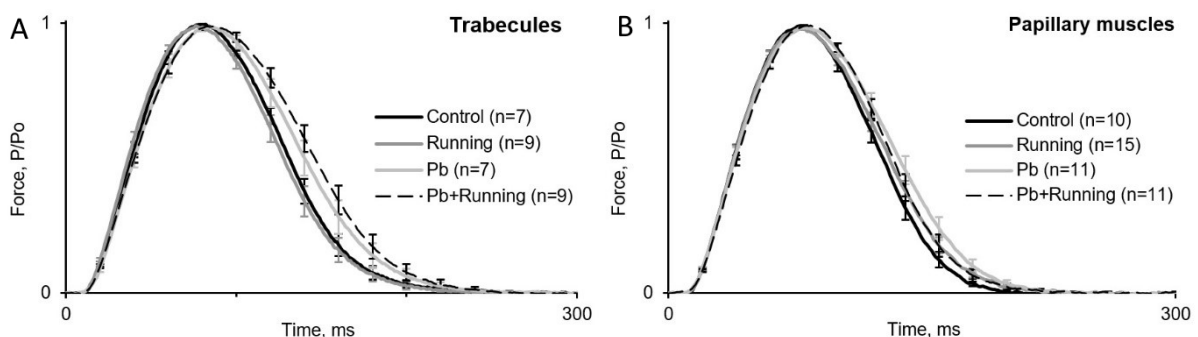 A
Trabecules
Force, P/Po
1
0
Control (n=7)
Running (n=9)
Pb (n=7)
Pb+Running (n=9)
0
300
Time, ms
B
Papillary muscles
Force, P/Po
1
0
Control (n=10)
Running (n=15)
Pb (n=11)
Pb+Running (n=11)
0
300
Time, ms